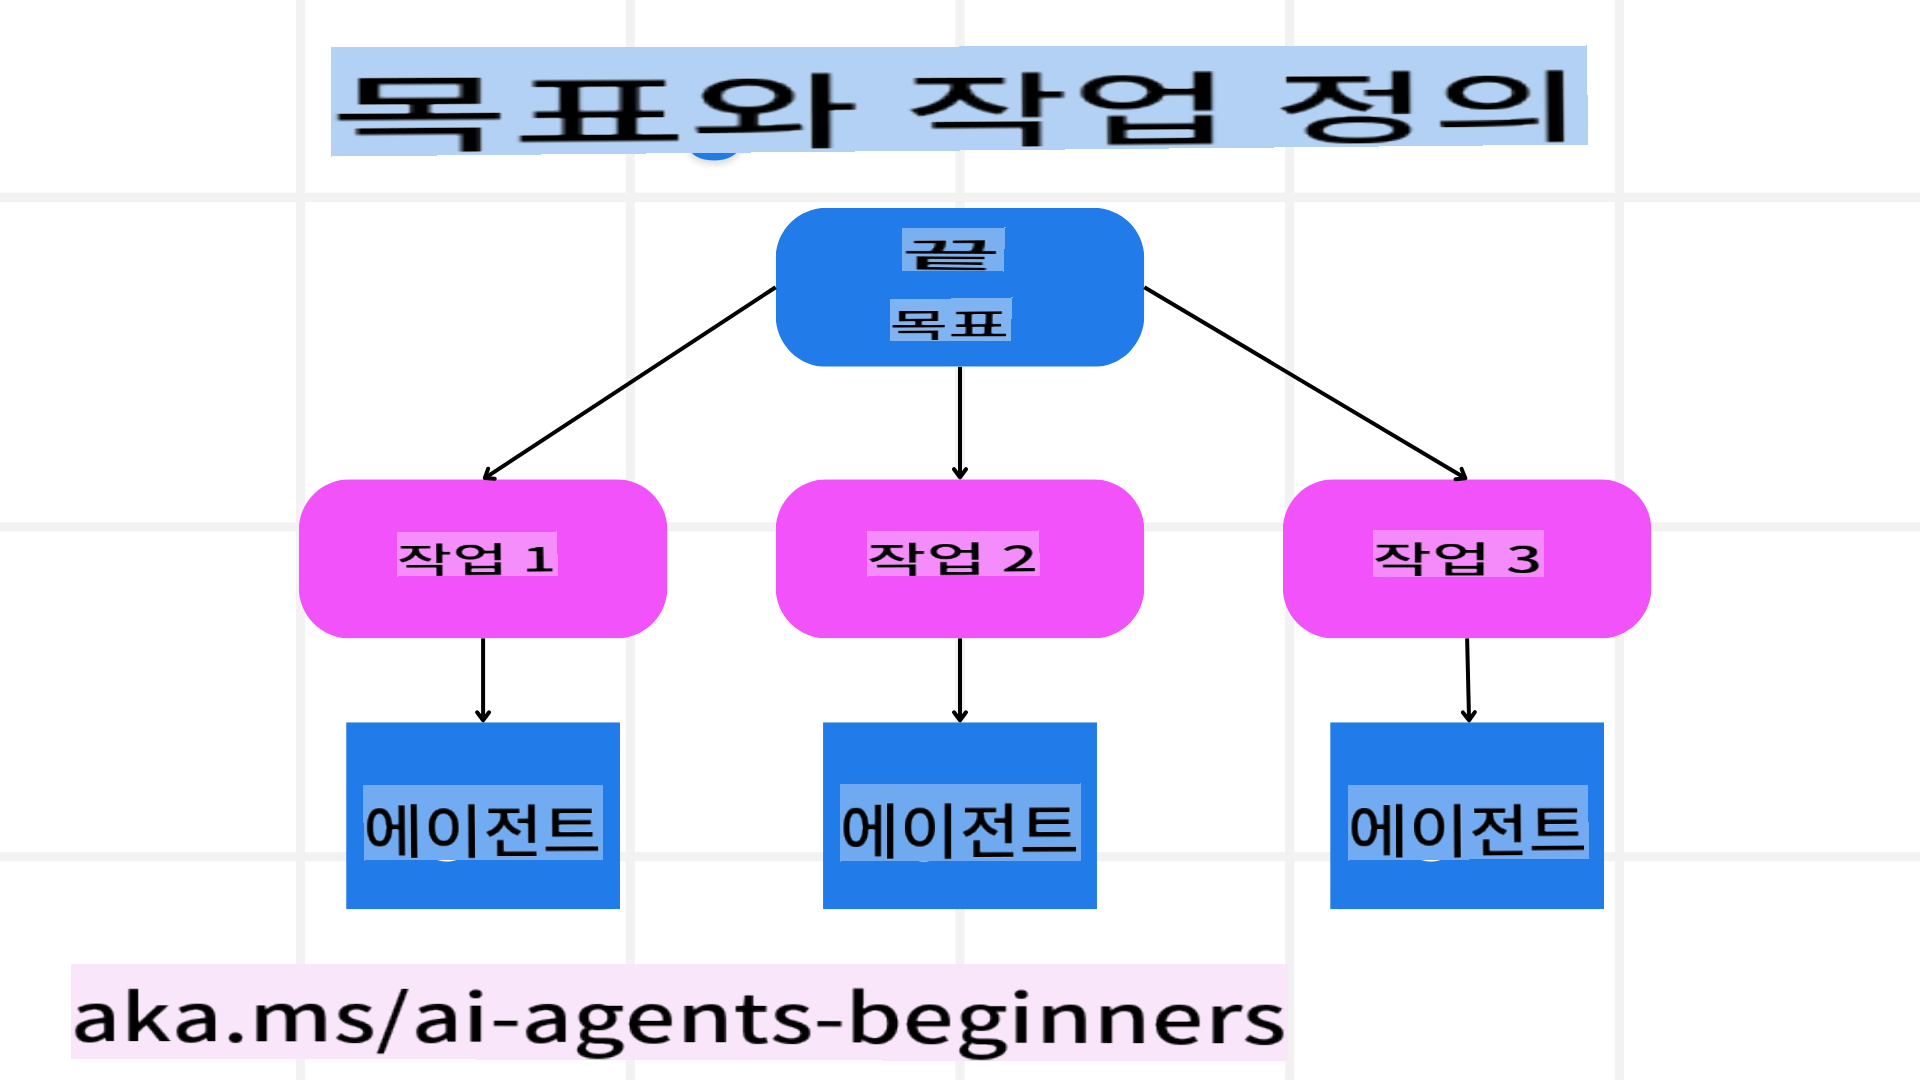 목표와 작업 정의
끝
목표
작업 1
작업 2
작업 3
에이전트
에이전트
에이전트
aka.ms/ai-agents-beginners